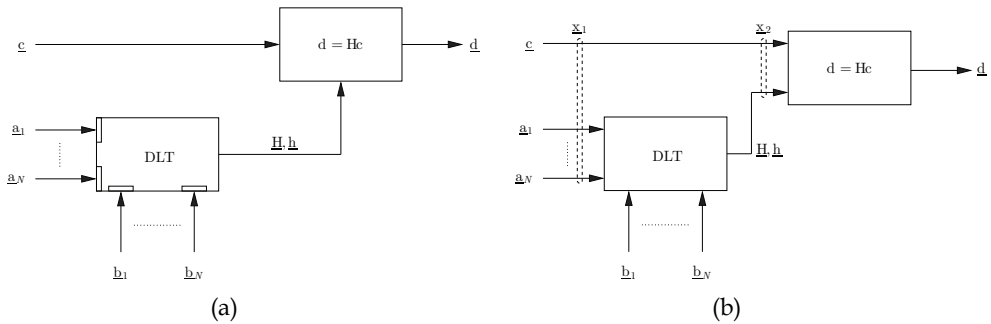 c
d = Hc
d
a1
aN
DLT
H, h
b1
bN
(a)
x1
x2
c
d = Hc
d
a1
aN
DLT
H, h
b1
bN
(b)